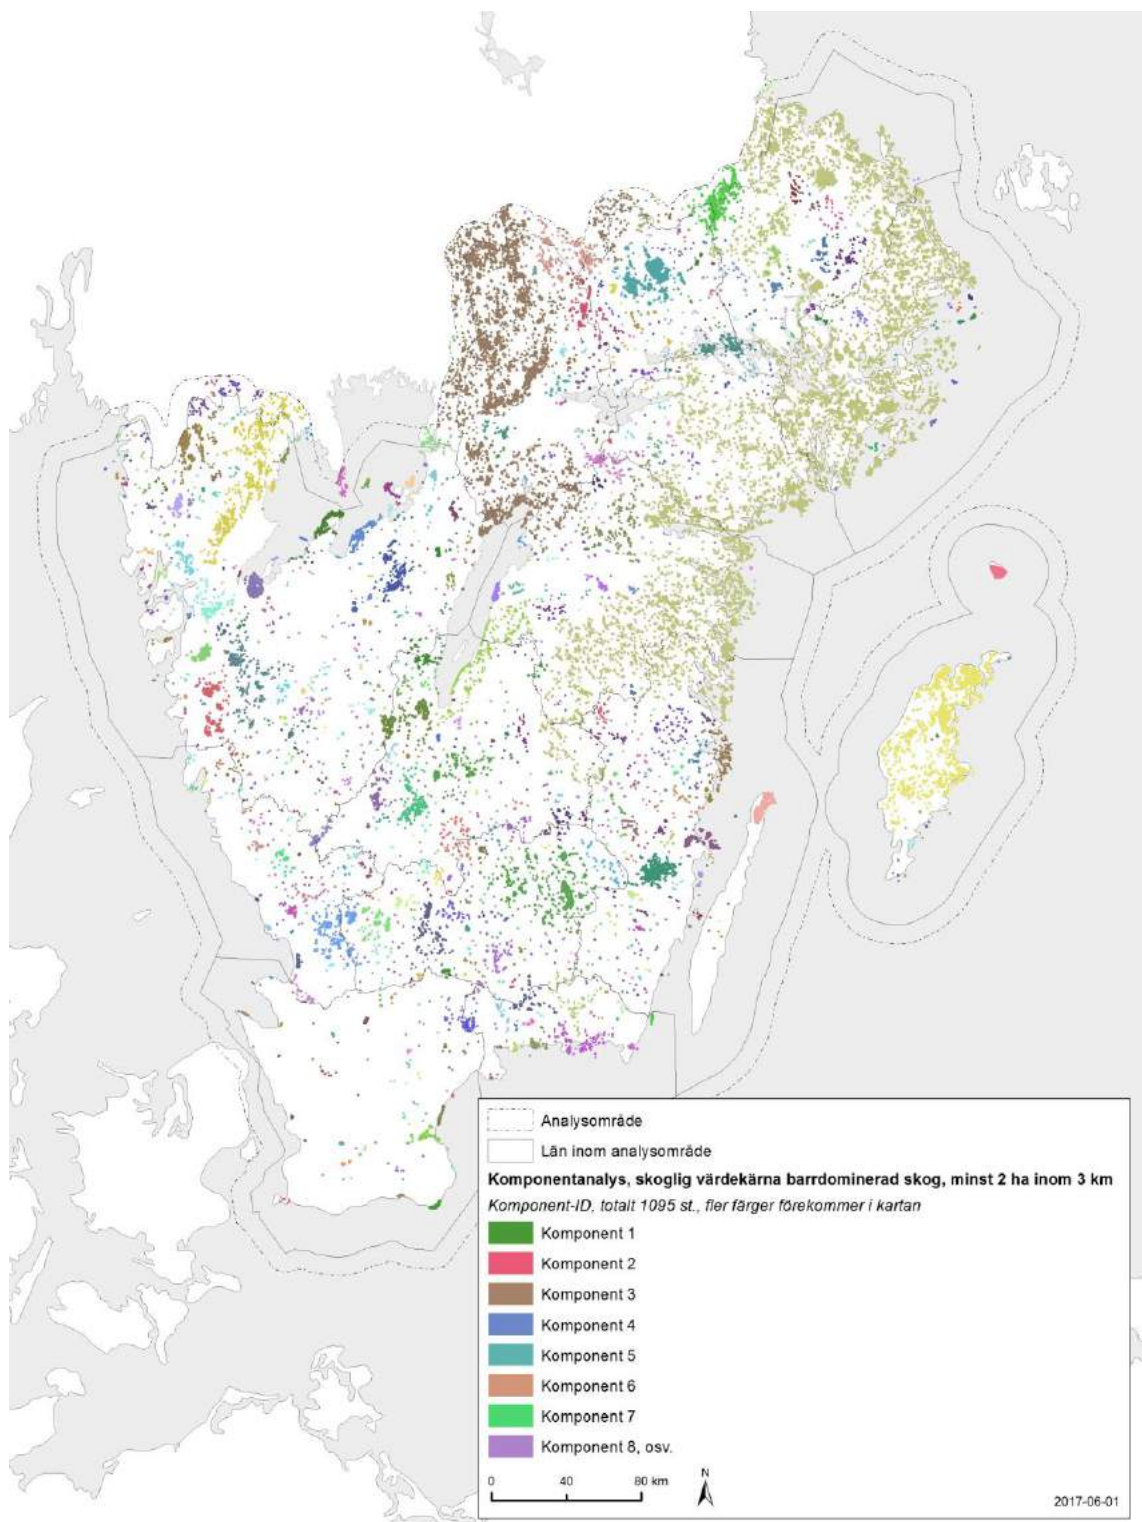 Analysområde
Län inom analysområde
Komponentanalys, skoglig värdekärna barrdominerad skog, minst 2 ha inom 3 km
Komponent-ID, totalt 1095 st., fler färger förekommer i kartan
Komponent 1
Komponent 2
Komponent 3
Komponent 4
Komponent 5
Komponent 6
Komponent 7
Komponent 8, osv.
0 40 80 km
N
2017-06-01